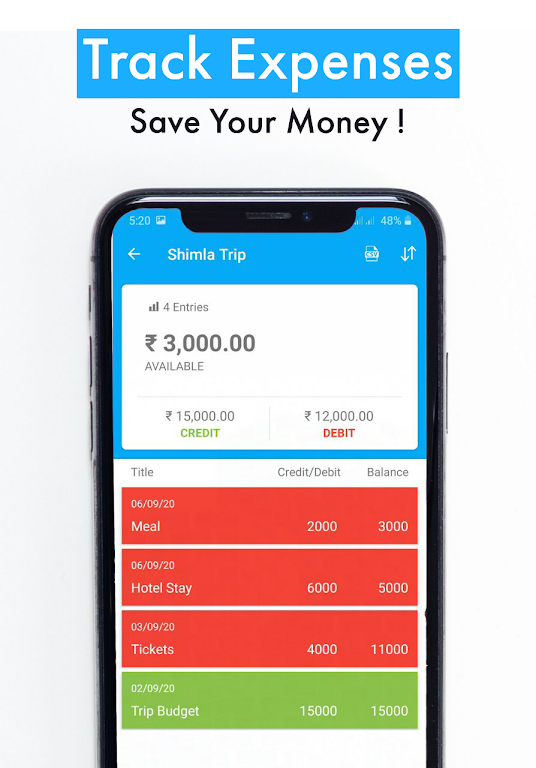 Track Expenses
Save Your Money !
5:20 48%
Shimla Trip CSV
4 Entries
₹ 3,000.00
AVAILABLE
₹ 15,000.00 ₹ 12,000.00
CREDIT DEBIT
Title Credit/Debit Balance
06/09/20
Meal 2000 3000
06/09/20
Hotel Stay 6000 5000
03/09/20
Tickets 4000 11000
02/09/20
Trip Budget 15000 15000